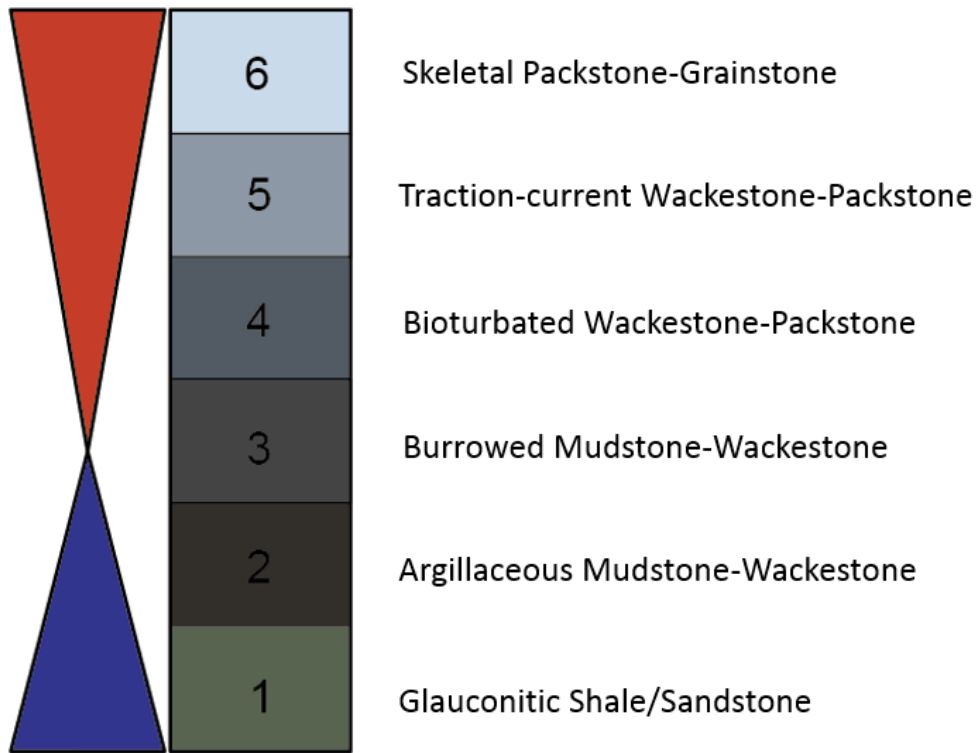 6 Skeletal Packstone-Grainstone
5 Traction-current Wackestone-Packstone
4 Bioturbated Wackestone-Packstone
3 Burrowed Mudstone-Wackestone
2 Argillaceous Mudstone-Wackestone
1 Glauconitic Shale/Sandstone